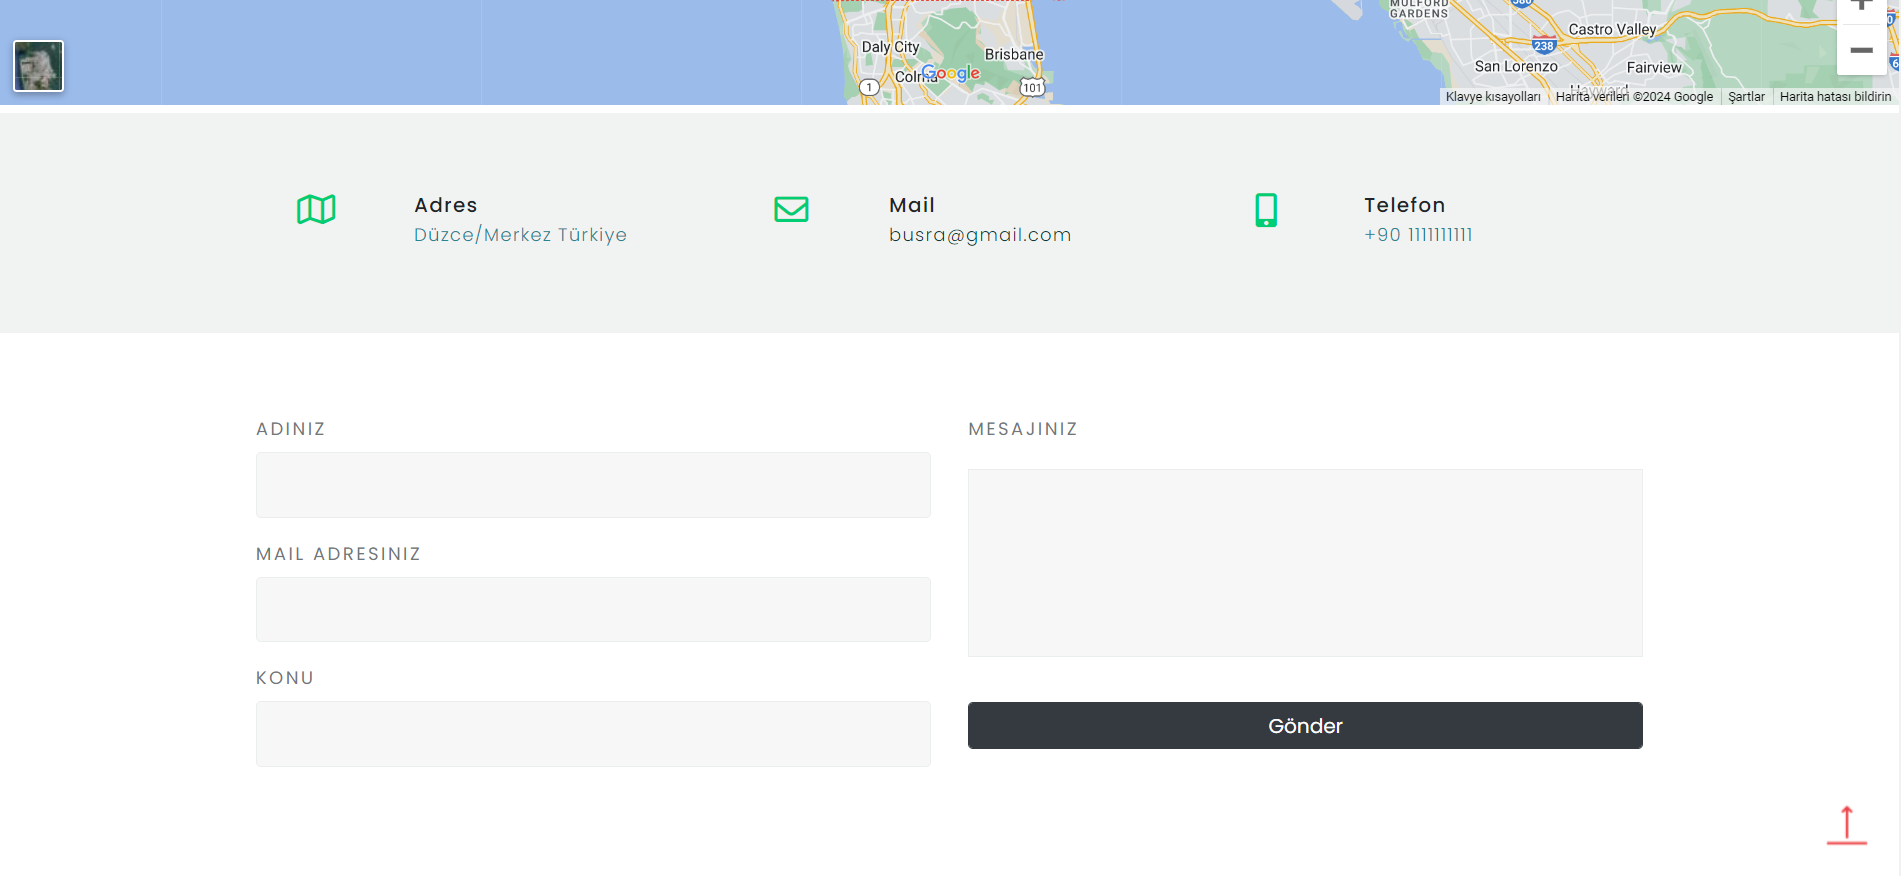 MULFORD
GARDENS
580
Castro Valley
Daly City
Brisbane
238
San Lorenzo
Fairview
Colma
Google
1
101
Hayward
Klavye kısayolları
Harita verileri ©2024 Google
Şartlar
Harita hatası bildirin
Adres
Düzce/Merkez Türkiye
Mail
busra@gmail.com
Telefon
+90 1111111111
ADINIZ
MESAJINIZ
MAIL ADRESINIZ
KONU
Gönder